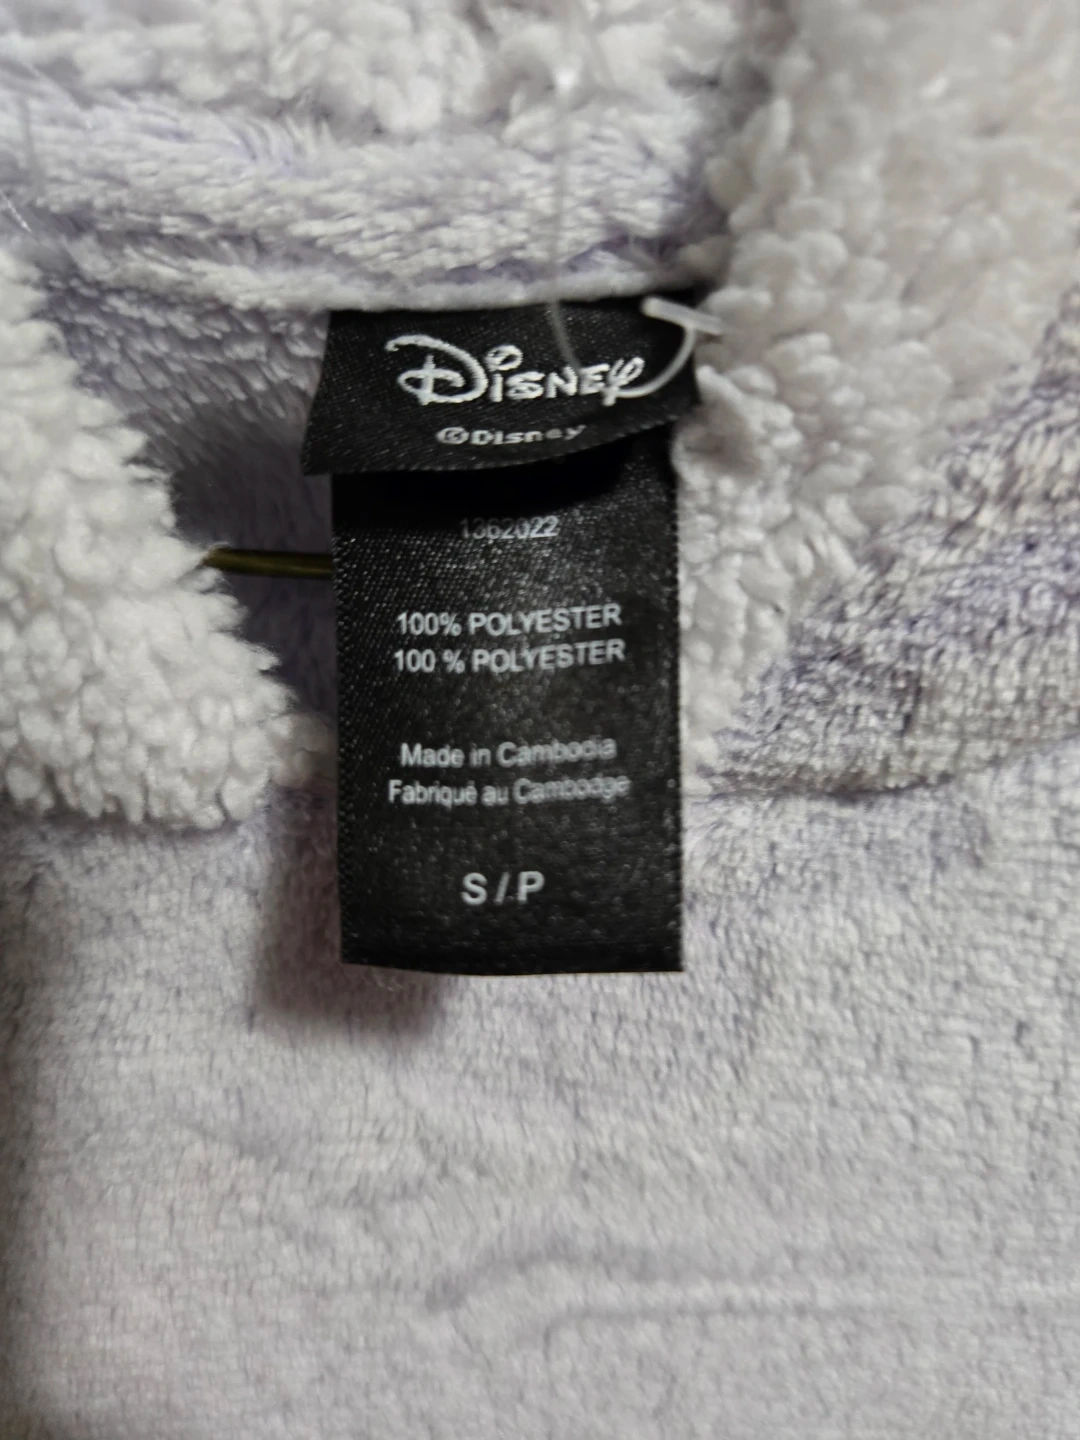 Disney
©Disney
1362022
100% POLYESTER
100 % POLYESTER
Made in Cambodia
Fabriqué au Cambodge
S / P